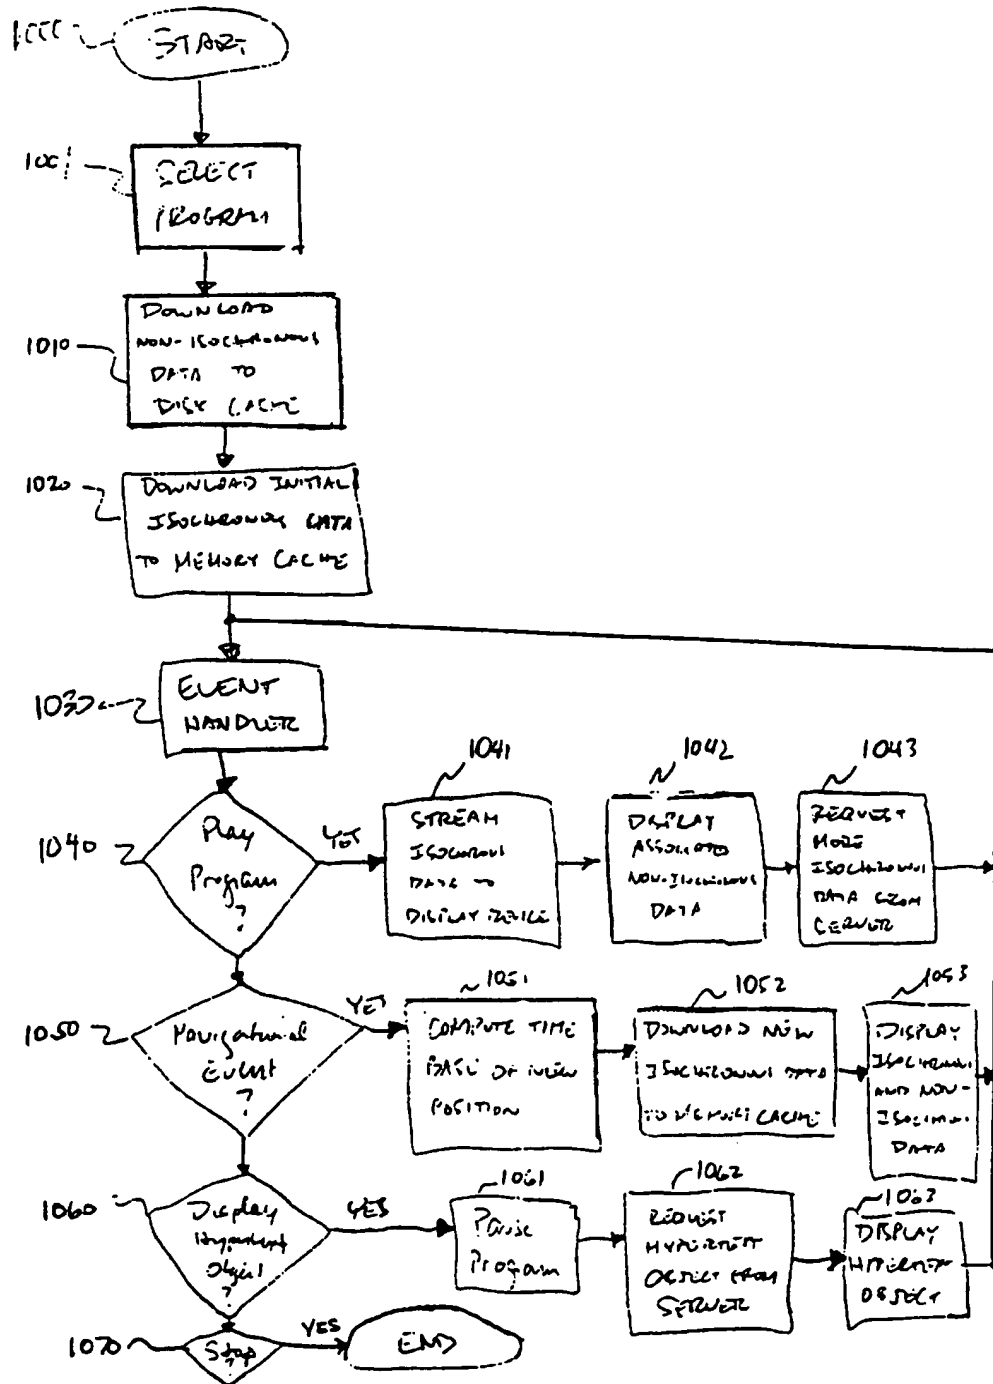 START
SELECT
PROGRAM
1010
DOWNLOAD
NON-ISOCHRONOUS
DATA TO
DISK CACHE
1020
DOWNLOAD INITIAL
ISOCHRONOUS DATA
TO MEMORY CACHE
1030
EVENT
HANDLER
1040
Play
Program
?
YES
1041
STREAM
ISOCHRONOUS
DATA TO
DISPLAY DEVICE
1042
DISPLAY
ASSOCIATED
NON-ISOCHRONOUS
DATA
1043
REQUEST
MORE
ISOCHRONOUS
DATA FROM
SERVER
1050
Navigational
Event
?
YES
1051
COMPUTE TIME
BASE OF NEW
POSITION
1052
DOWNLOAD NEW
ISOCHRONOUS DATA
TO MEMORY CACHE
1053
DISPLAY
ISOCHRONOUS
AND NON-
ISOCHRONOUS
DATA
1060
Display
Hypertext
Object
?
YES
1061
Pause
Program
1062
REQUEST
HYPERTEXT
OBJECT FROM
SERVER
1063
DISPLAY
HYPERTEXT
OBJECT
1070
Stop
?
YES
END